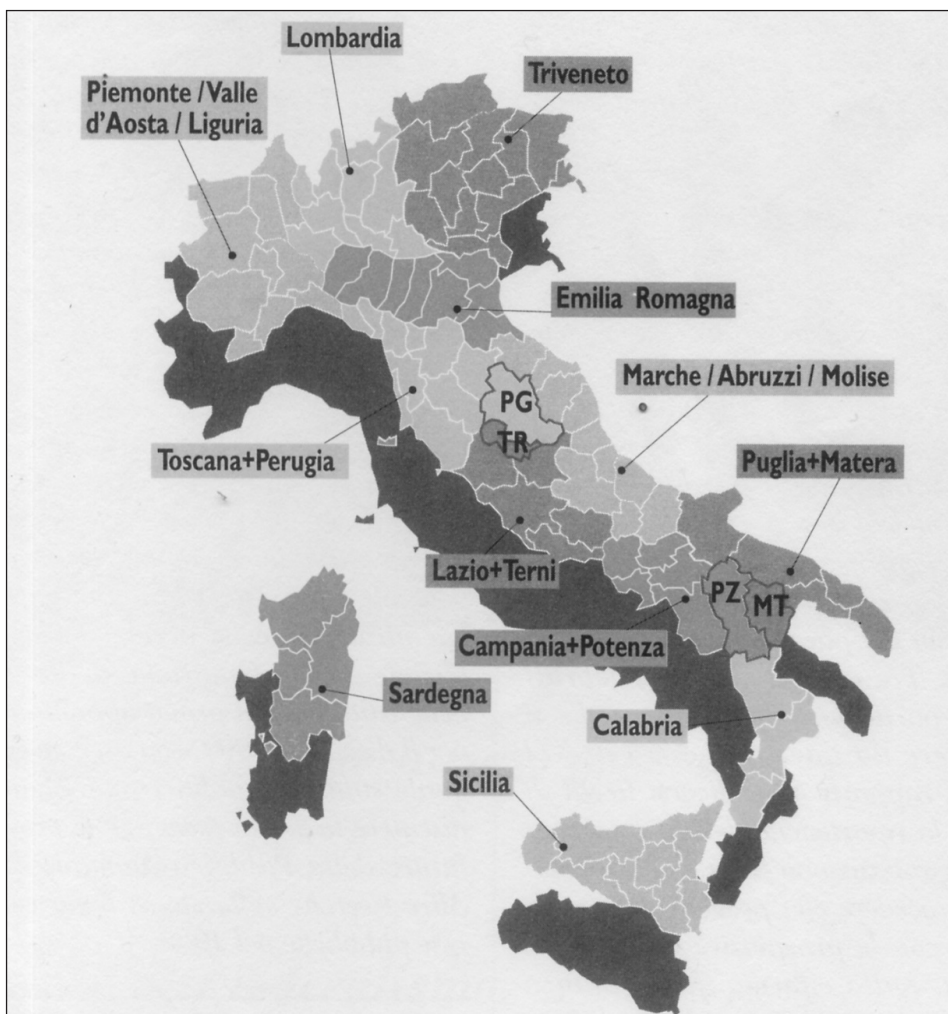 Lombardia
Triveneto
Piemonte / Valle
d'Aosta / Liguria
Emilia Romagna
Marche / Abruzzi / Molise
PG
TR
Toscana+Perugia
Puglia+Matera
Lazio+Terni
PZ
MT
Campania+Potenza
Sardegna
Calabria
Sicilia